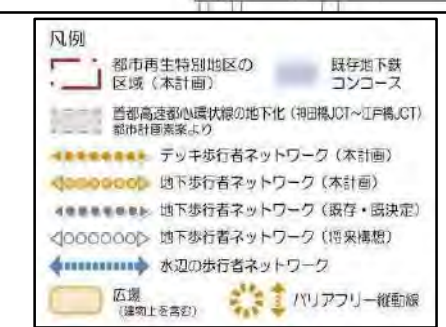 凡例
都市再生特別地区の
区域（本計画）
既存地下鉄
コンコース
首都高速都心環状線の地下化（神田橋JCT～江戸橋JCT）
都市計画素案より
デッキ歩行者ネットワーク（本計画）
地下歩行者ネットワーク（本計画）
地下歩行者ネットワーク（既存・既決定）
地下歩行者ネットワーク（将来構想）
水辺の歩行者ネットワーク
広場
（建物上を含む）
バリアフリー縦動線